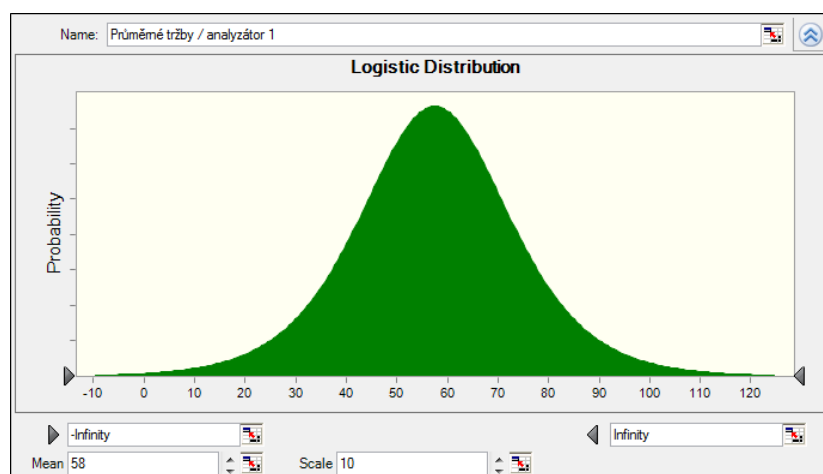 Name: Průměrné tržby / analyzátor 1
Logistic Distribution
Probability
-10 0 10 20 30 40 50 60 70 80 90 100 110 120
-Infinity Infinity
Mean 58 Scale 10